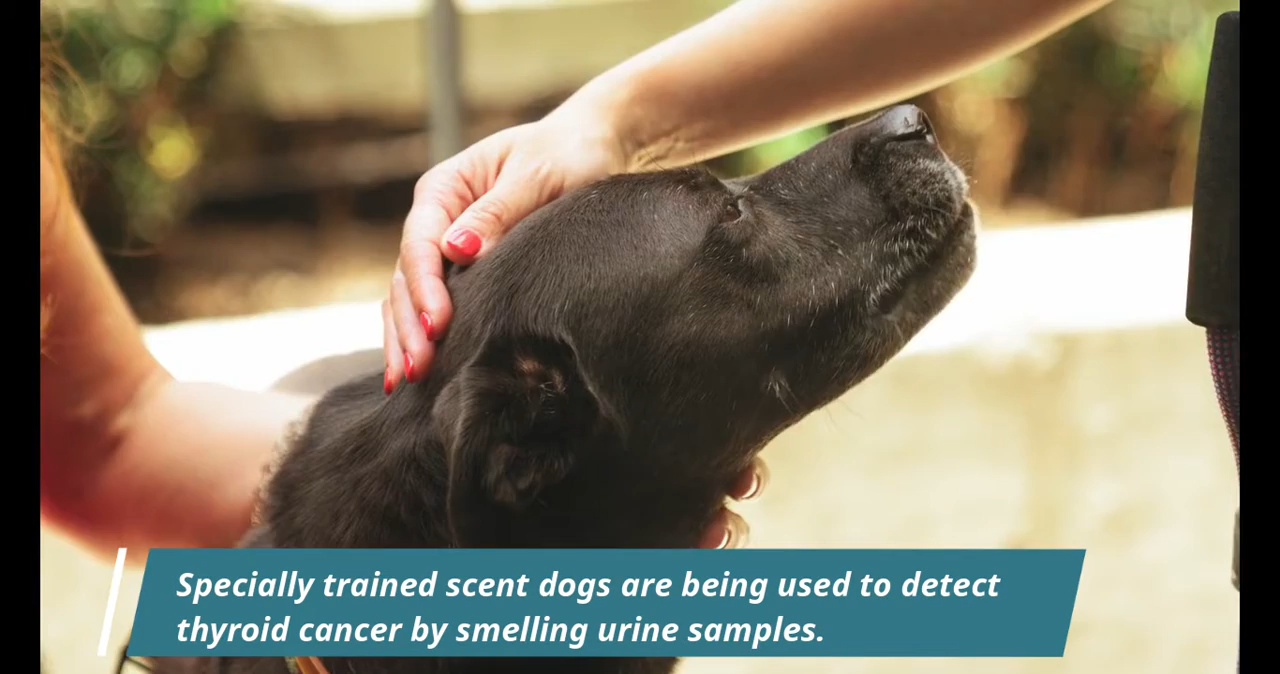 Specially trained scent dogs are being used to detect
thyroid cancer by smelling urine samples.